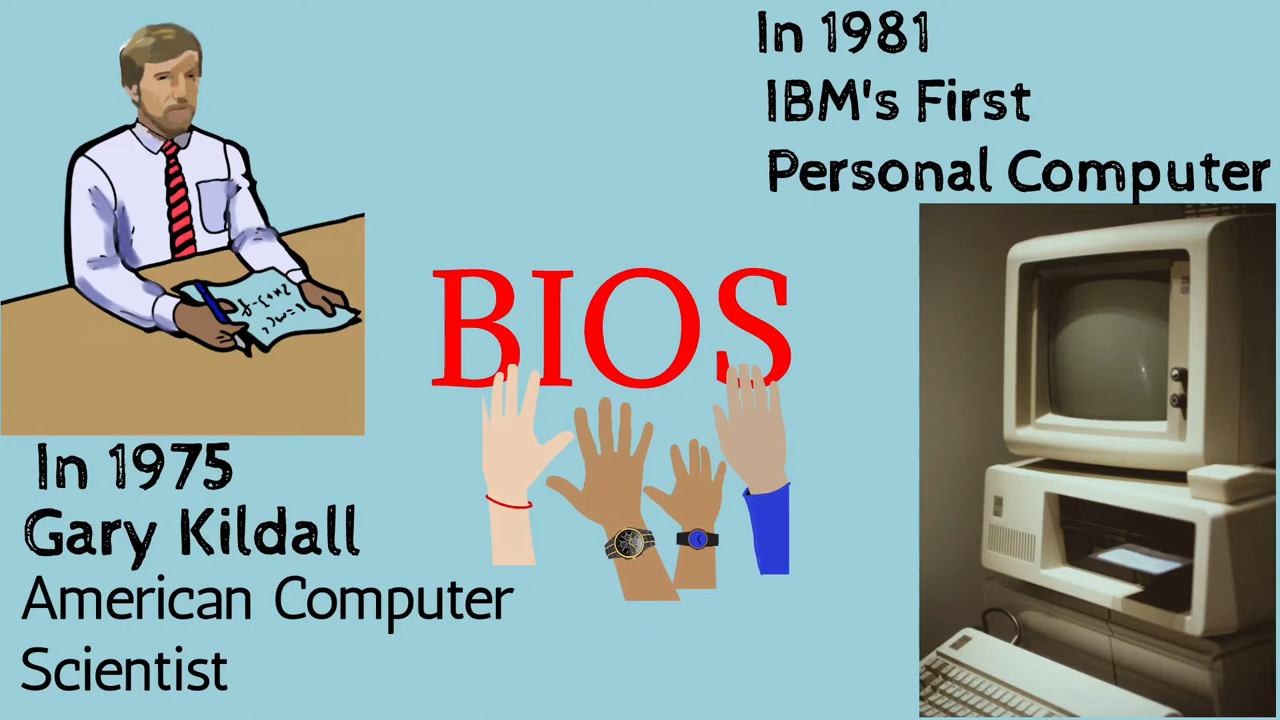 In 1981
IBM's First
Personal Computer
BIOS
In 1975
Gary Kildall
American Computer
Scientist